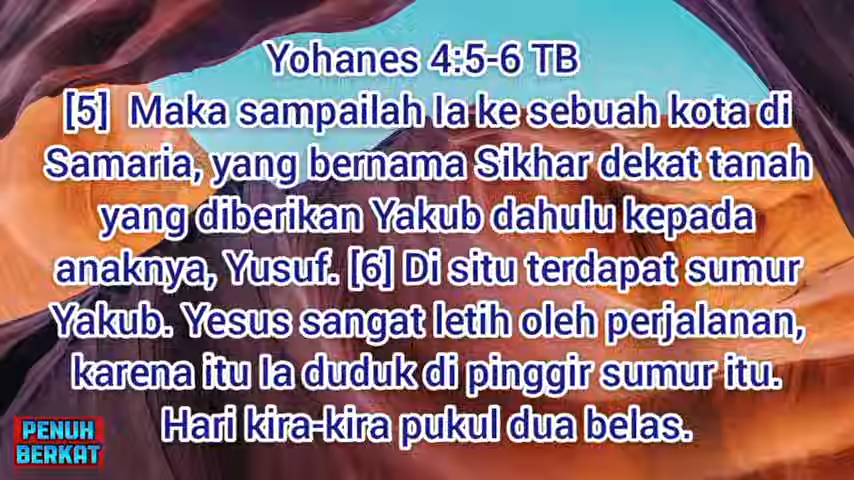 Yohanes 4:5-6 TB
[5] Maka sampailah Ia ke sebuah kota di
Samaria, yang bernama Sikhar dekat tanah
yang diberikan Yakub dahulu kepada
anaknya, Yusuf. [6] Di situ terdapat sumur
Yakub. Yesus sangat letih oleh perjalanan,
karena itu Ia duduk di pinggir sumur itu.
Hari kira-kira pukul dua belas.
PENUH
BERKAT